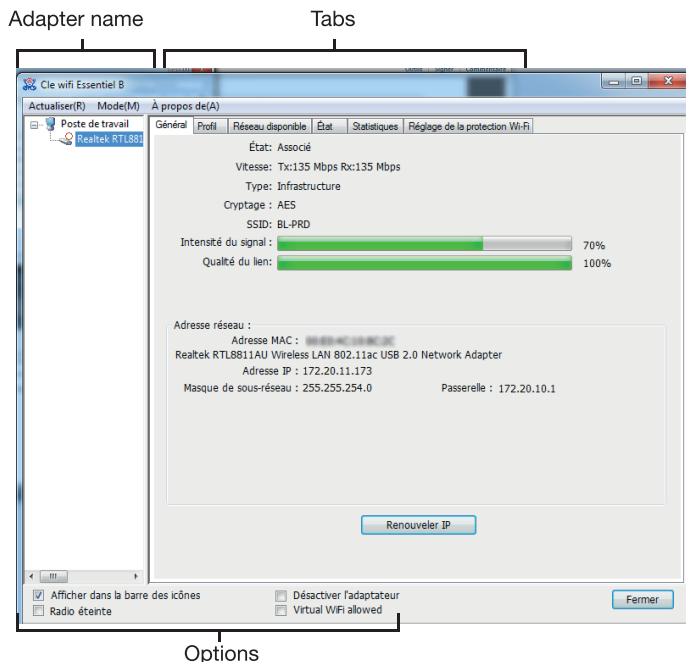 Adapter name
Tabs
Cle wifi Essentiel B
Actualiser(R) Mode(M) À propos de(A)
Poste de travail
Realtek RTL881
Général Profil Réseau disponible État Statistiques Réglage de la protection Wi-Fi
État: Associé
Vitesse: Tx:135 Mbps Rx:135 Mbps
Type: Infrastructure
Cryptage : AES
SSID: BL-PRD
Intensité du signal : 70%
Qualité du lien: 100%
Adresse réseau :
Adresse MAC :
Realtek RTL8811AU Wireless LAN 802.11ac USB 2.0 Network Adapter
Adresse IP : 172.20.11.173
Masque de sous-réseau : 255.255.254.0 Passerelle : 172.20.10.1
Renouveler IP
Afficher dans la barre des icônes Désactiver l'adaptateur
Radio éteinte Virtual WiFi allowed
Fermer
Options